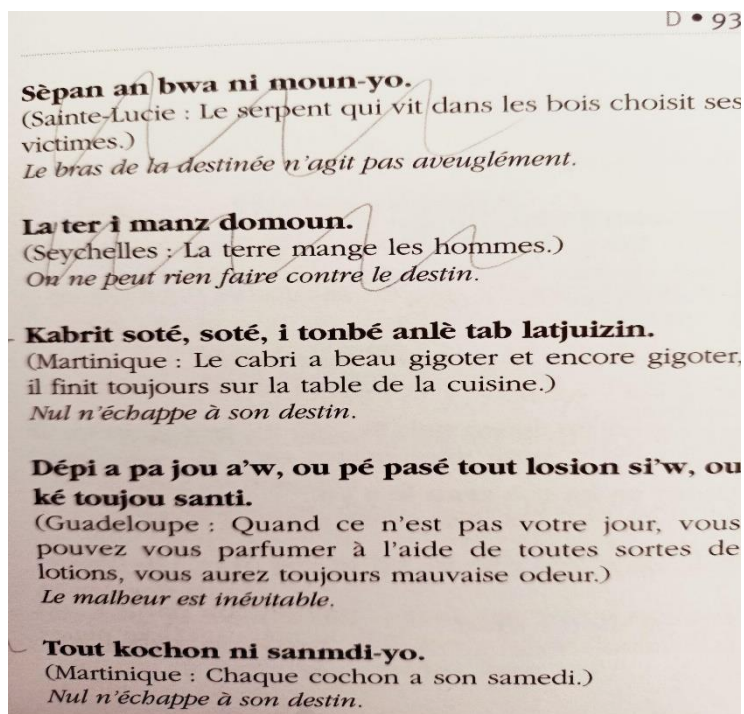 D • 93
Sèpan an bwa ni moun-yo.
(Sainte-Lucie : Le serpent qui vit dans les bois choisit ses
victimes.)
Le bras de la destinée n'agit pas aveuglément.
La ter i manz domoun.
(Seychelles : La terre mange les hommes.)
On ne peut rien faire contre le destin.
Kabrit soté, soté, i tonbé anlè tab latjuizin.
(Martinique : Le cabri a beau gigoter et encore gigoter,
il finit toujours sur la table de la cuisine.)
Nul n'échappe à son destin.
Dépi a pa jou a'w, ou pé pasé tout losion si'w, ou
ké toujou santi.
(Guadeloupe : Quand ce n'est pas votre jour, vous
pouvez vous parfumer à l'aide de toutes sortes de
lotions, vous aurez toujours mauvaise odeur.)
Le malheur est inévitable.
Tout kochon ni sanmdi-yo.
(Martinique : Chaque cochon a son samedi.)
Nul n'échappe à son destin.